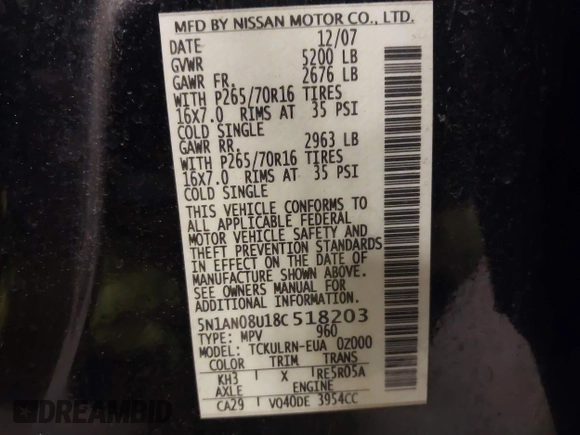 MFD BY NISSAN MOTOR CO., LTD.
DATE 12/07
GVWR 5200 LB
GAWR FR. 2676 LB
WITH P265/70R16 TIRES
16X7.0 RIMS AT 35 PSI
COLD SINGLE
GAWR RR. 2963 LB
WITH P265/70R16 TIRES
16X7.0 RIMS AT 35 PSI
COLD SINGLE
THIS VEHICLE CONFORMS TO
ALL APPLICABLE FEDERAL
MOTOR VEHICLE SAFETY AND
THEFT PREVENTION STANDARDS
IN EFFECT ON THE DATE OF
MANUFACTURE SHOWN ABOVE.
SEE OWNERS MANUAL FOR
ADDITIONAL INFORMATION.
5N1AN08U18C518203
TYPE: MPV 960
MODEL: TCKULRN-EUA 0Z000
COLOR TRIM TRANS
KH3 X RE5R05A
AXLE ENGINE
CA29 VQ40DE 3954CC
DREAMBID